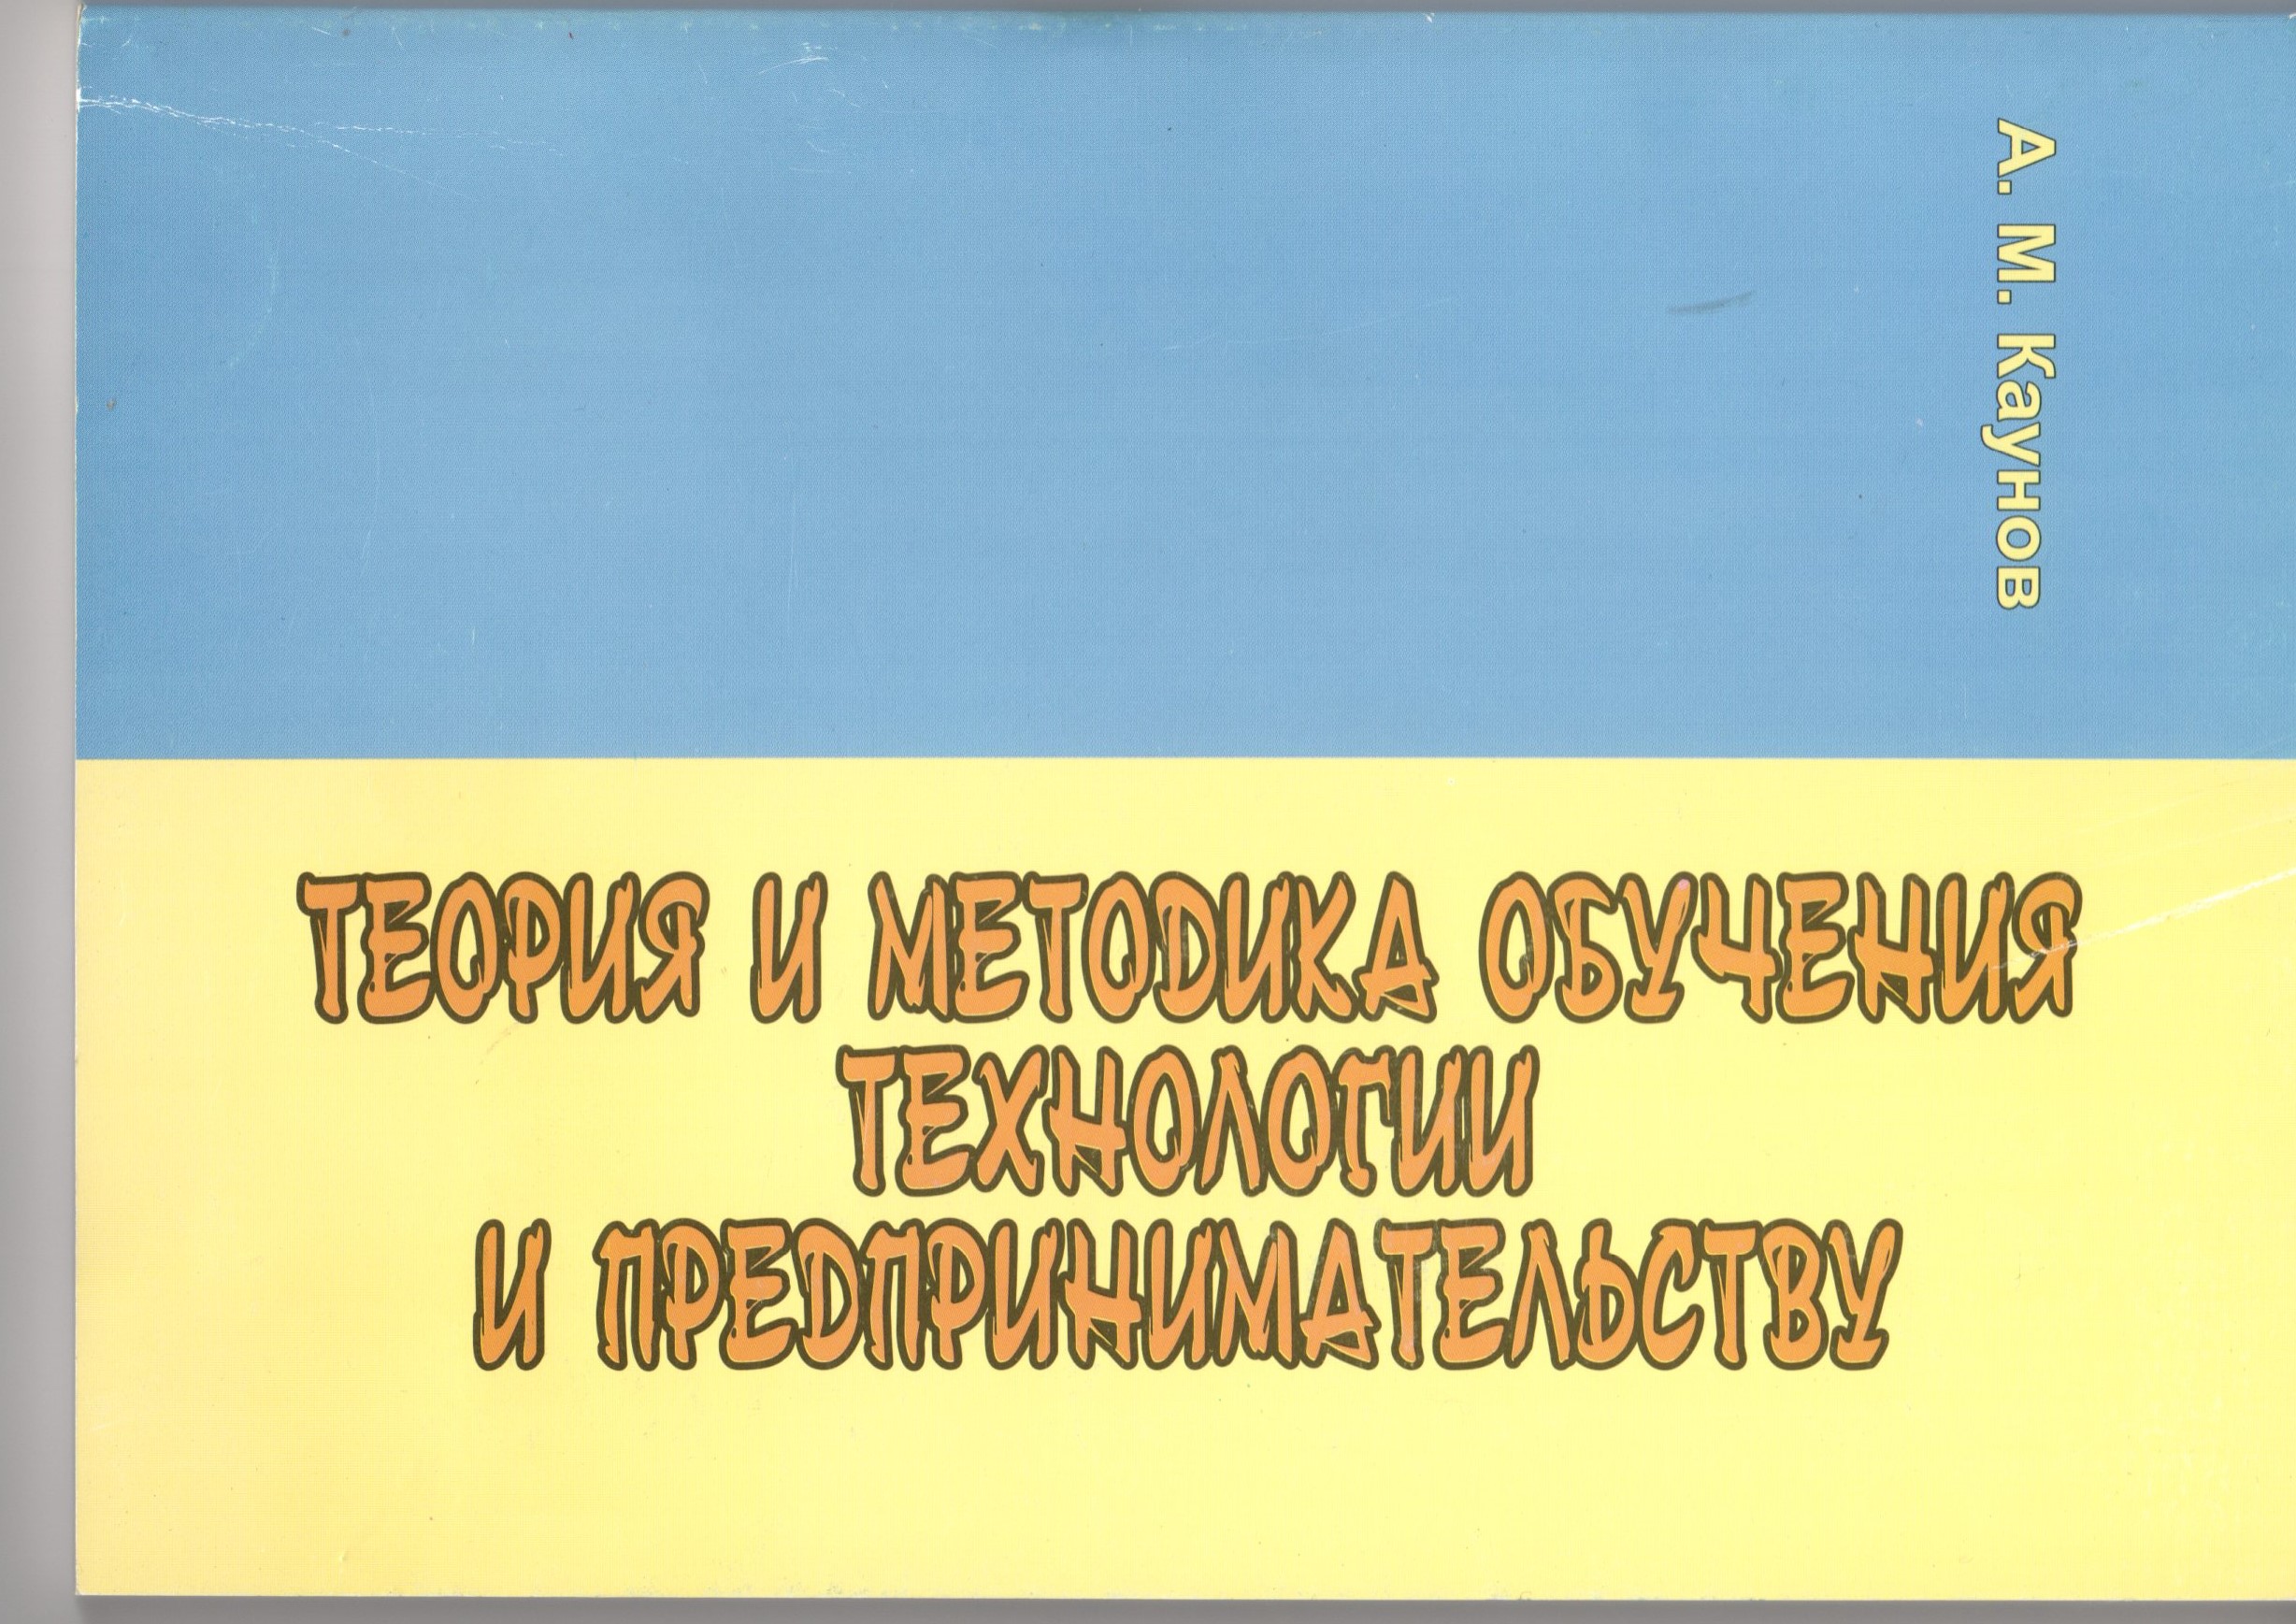 А. М. Каунов
ТЕОРИЯ И МЕТОДИКА ОБУЧЕНИЯ
ТЕХНОЛОГИИ
И ПРЕДПРИНИМАТЕЛЬСТВУ